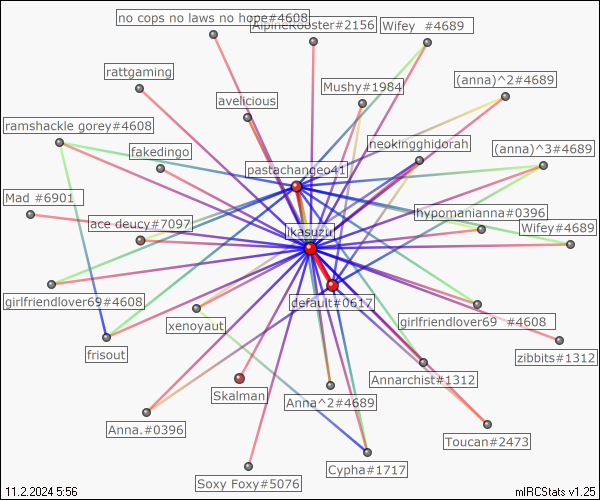 no cops no laws no hope#4608
AlpineRooster#2156
Wifey  #4689
rattgaming
(anna)^2#4689
Mushy#1984
avelicious
ramshackle gorey#4608
neokingghidorah
(anna)^3#4689
fakedingo
pastachangeo41
Mad #6901
hypomanianna#0396
ace deucy#7097
Wifey#4689
ikasuzu
girlfriendlover69#4608
default#0617
girlfriendlover69  #4608
xenoyaut
frisout
zibbits#1312
Annarchist#1312
Skalman
Anna^2#4689
Anna.#0396
Toucan#2473
Cypha#1717
Soxy Foxy#5076
11.2.2024 5:56
mIRCStats v1.25